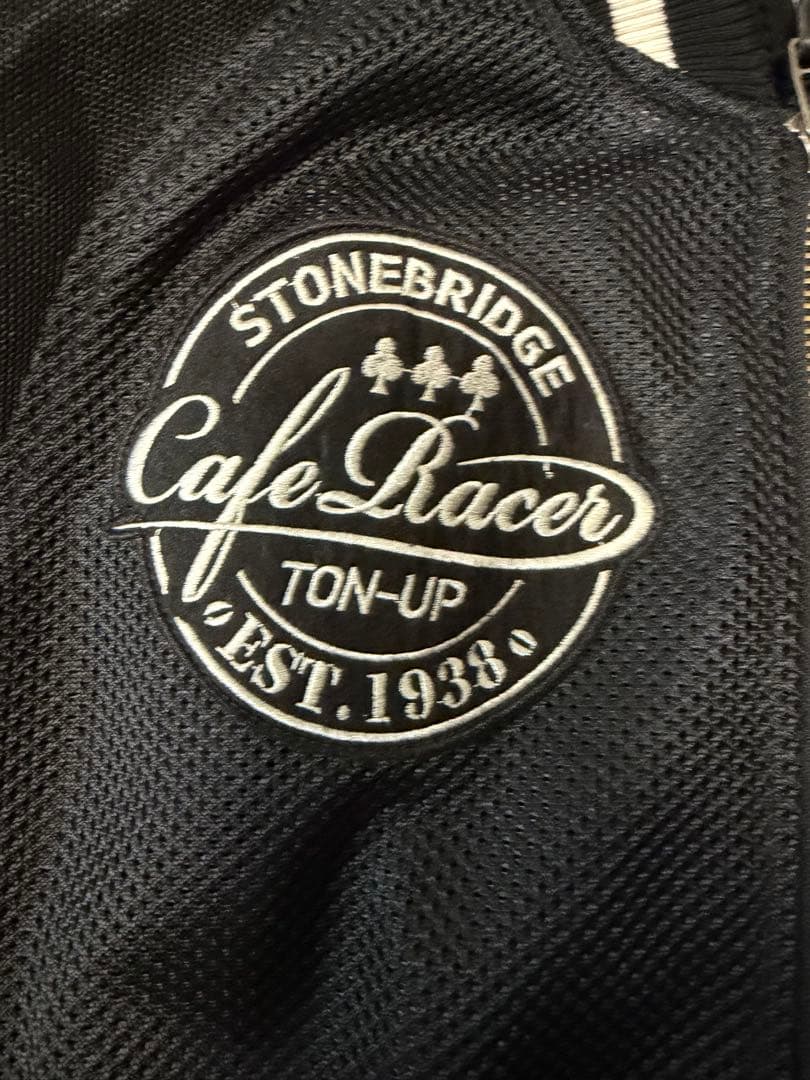 STONEBRIDGE
Cafe Racer
TON-UP
EST. 1938